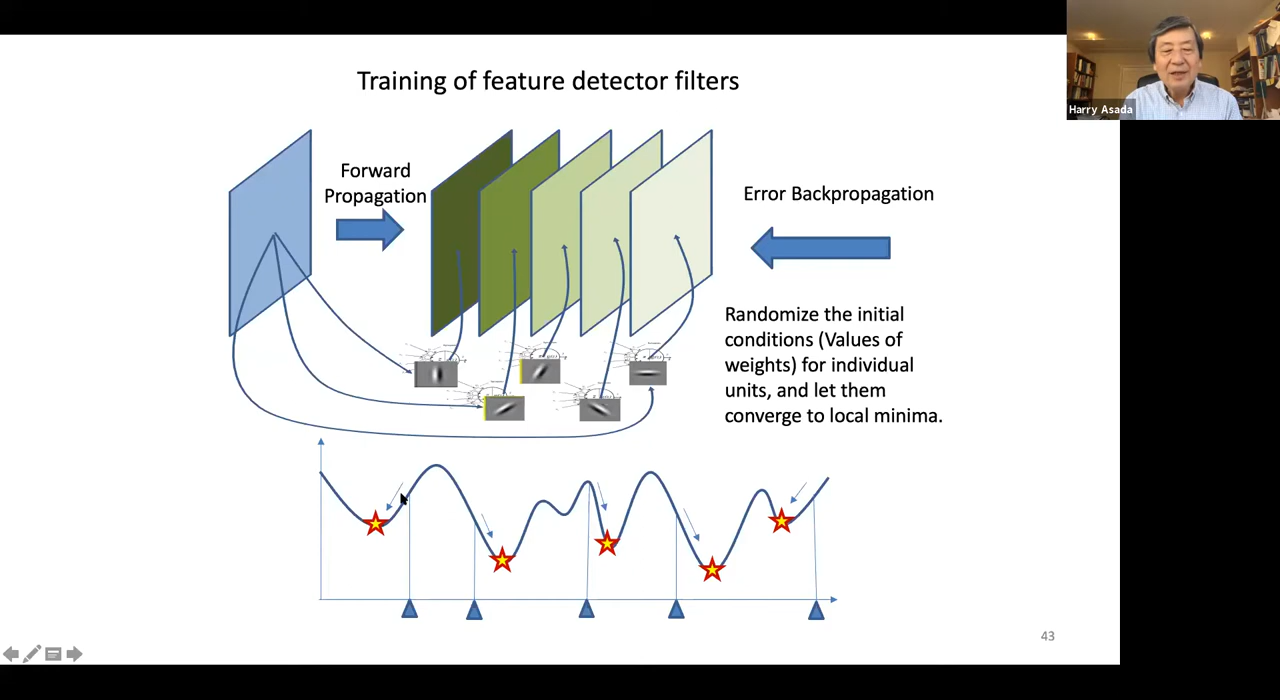 Harry Asada
Training of feature detector filters
Forward
Propagation
Error Backpropagation
Randomize the initial
conditions (Values of
weights) for individual
units, and let them
converge to local minima.
43